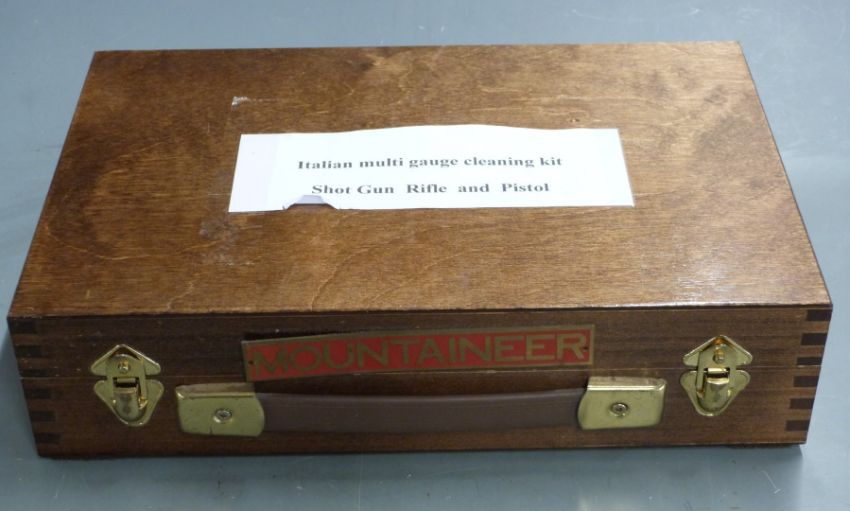 Italian multi gauge cleaning kit
Shot Gun Rifle and Pistol
MOUNTAINEER